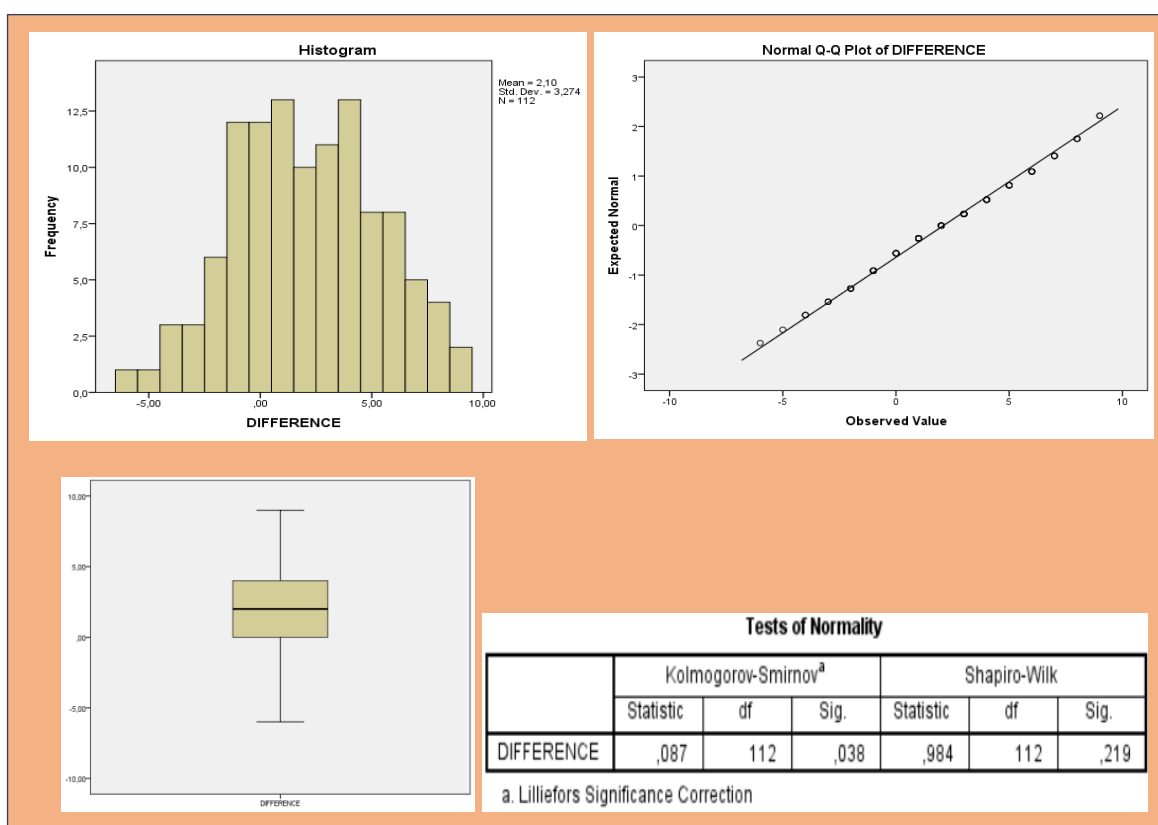 Histogram
Mean = 2,10
Std. Dev. = 3,274
N = 112
Frequency
12,5
10,0
7,5
5,0
2,5
0,0
-5,00 ,00 5,00 10,00
DIFFERENCE
Normal Q-Q Plot of DIFFERENCE
Expected Normal
3
2
1
0
-1
-2
-3
-10 -5 0 5 10
Observed Value
10,00
5,00
,00
-5,00
-10,00
DIFFERENCE
Tests of Normality
Kolmogorov-Smirnovᵃ Shapiro-Wilk
Statistic df Sig. Statistic df Sig.
DIFFERENCE ,087 112 ,038 ,984 112 ,219
a. Lilliefors Significance Correction